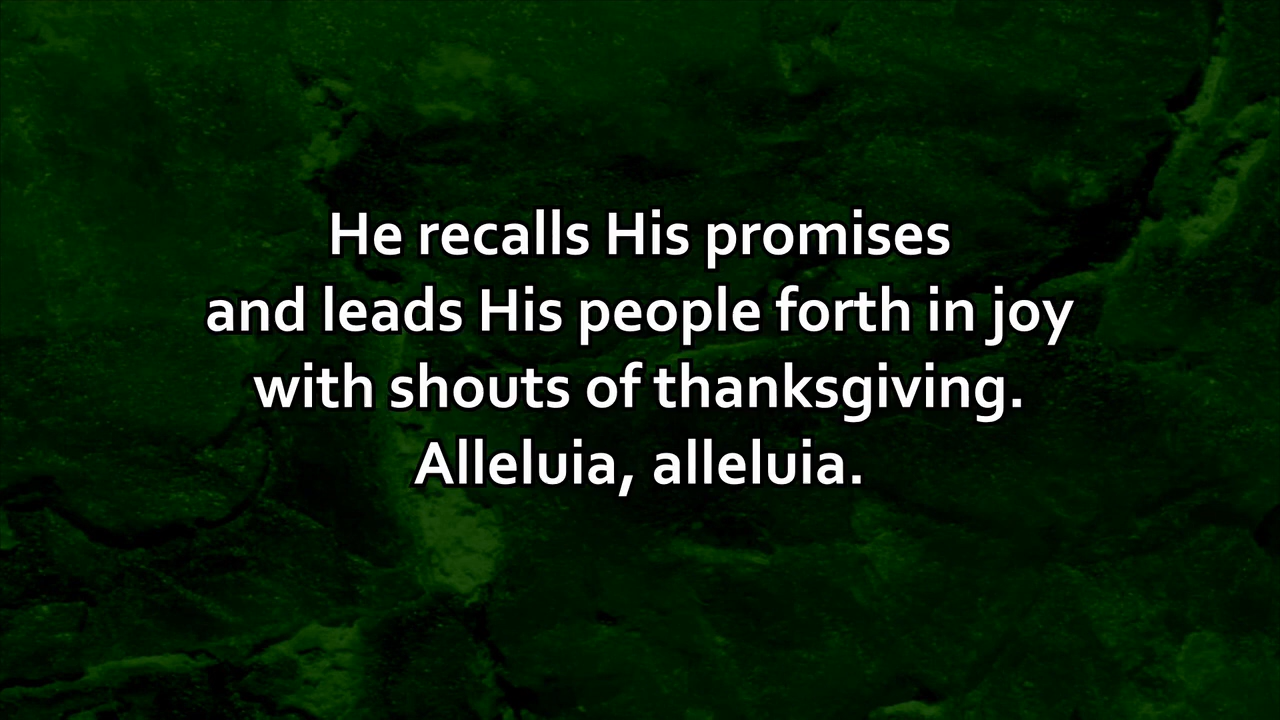 He recalls His promises
and leads His people forth in joy
with shouts of thanksgiving.
Alleluia, alleluia.